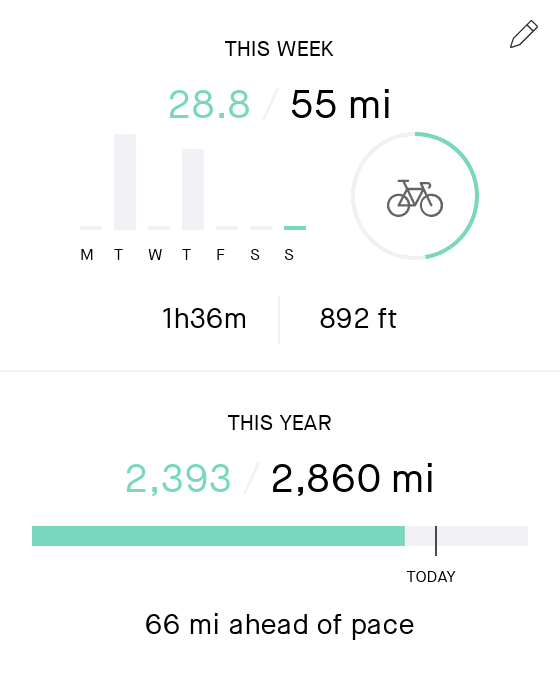 THIS WEEK
28.8 / 55 mi
M T W T F S S
1h36m 892 ft
THIS YEAR
2,393 / 2,860 mi
TODAY
66 mi ahead of pace